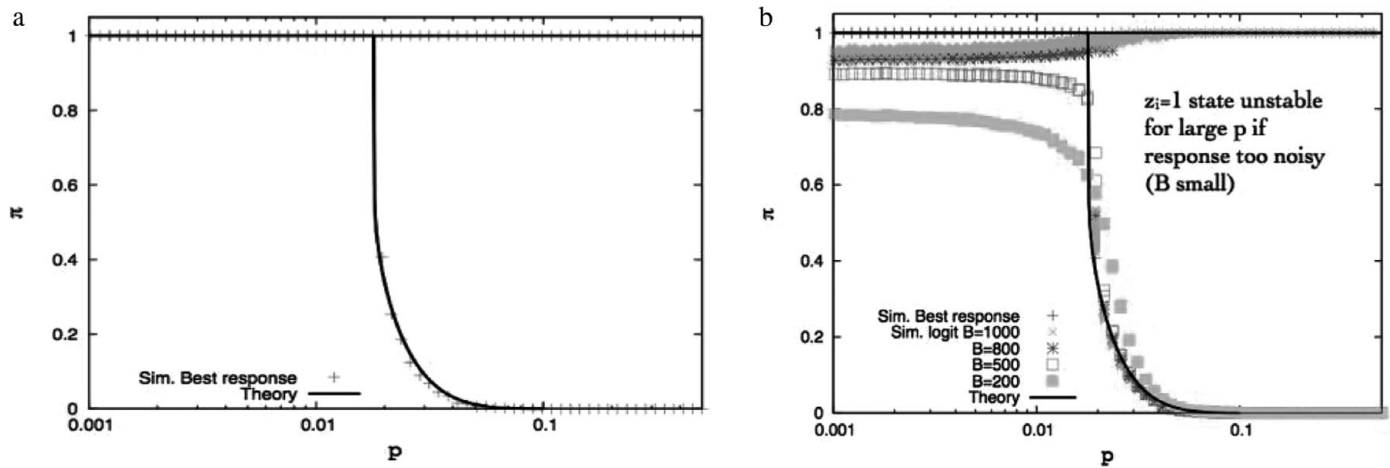 a
1
0.8
0.6
π
0.4
0.2
Sim. Best response
Theory
0
0.001
0.01
0.1
p
b
1
0.8
zᵢ=1 state unstable
for large p if
response too noisy
(B small)
0.6
π
0.4
Sim. Best response
Sim. logit B=1000
B=800
B=500
B=200
Theory
0.2
0
0.001
0.01
0.1
p